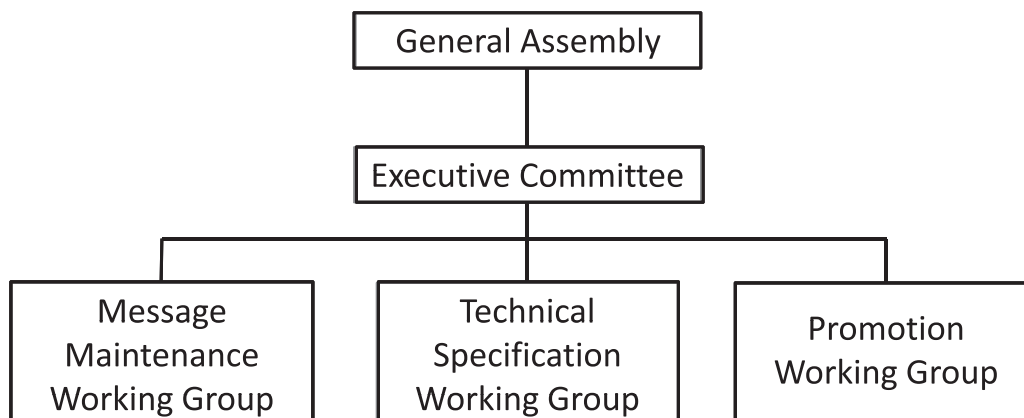 General Assembly
Executive Committee
Message
Maintenance
Working Group
Technical
Specification
Working Group
Promotion
Working Group